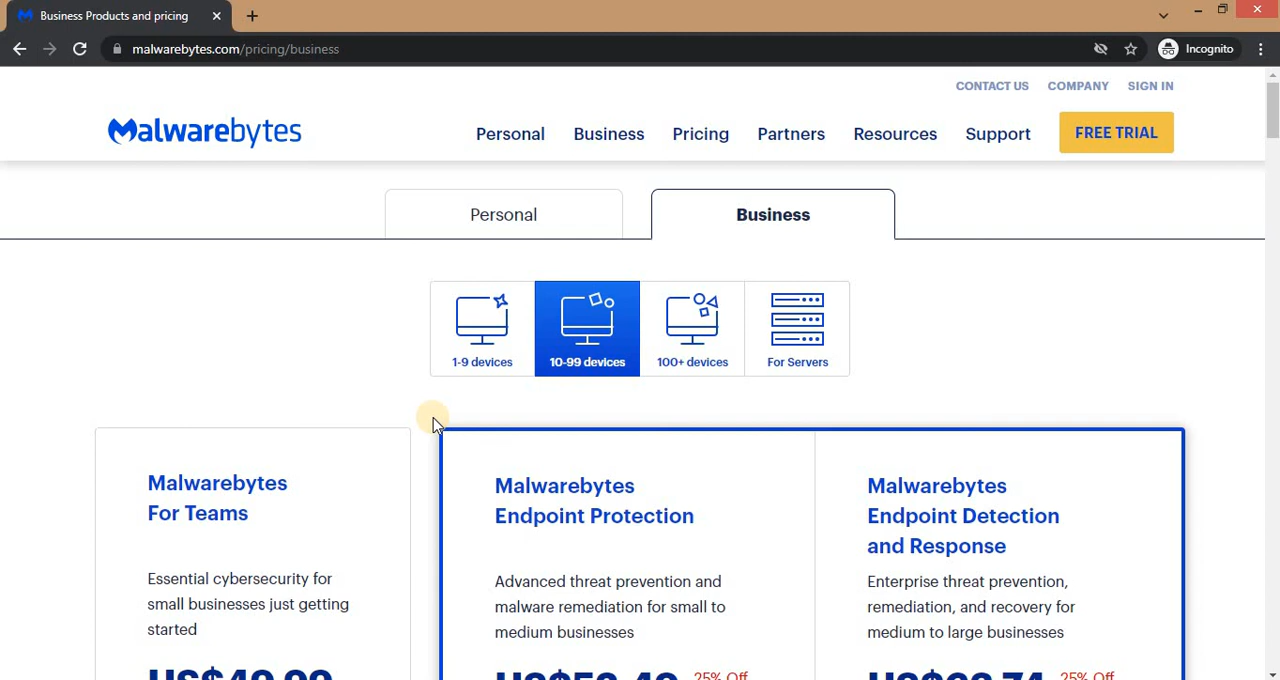 Business Products and pricing
malwarebytes.com/pricing/business
Incognito
CONTACT US COMPANY SIGN IN
Malwarebytes
Personal Business Pricing Partners Resources Support FREE TRIAL
Personal Business
1-9 devices 10-99 devices 100+ devices For Servers
Malwarebytes
For Teams
Essential cybersecurity for
small businesses just getting
started
Malwarebytes
Endpoint Protection
Advanced threat prevention and
malware remediation for small to
medium businesses
25% Off
Malwarebytes
Endpoint Detection
and Response
Enterprise threat prevention,
remediation, and recovery for
medium to large businesses
25% Off